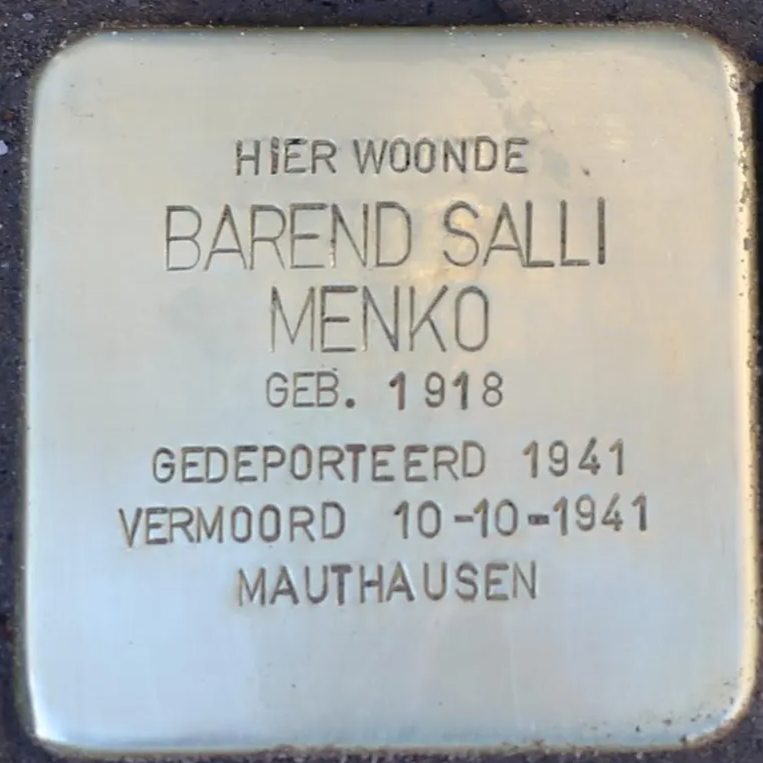 HIER WOONDE
BAREND SALLI
MENKO
GEB. 1918
GEDEPORTEERD 1941
VERMOORD 10-10-1941
MAUTHAUSEN